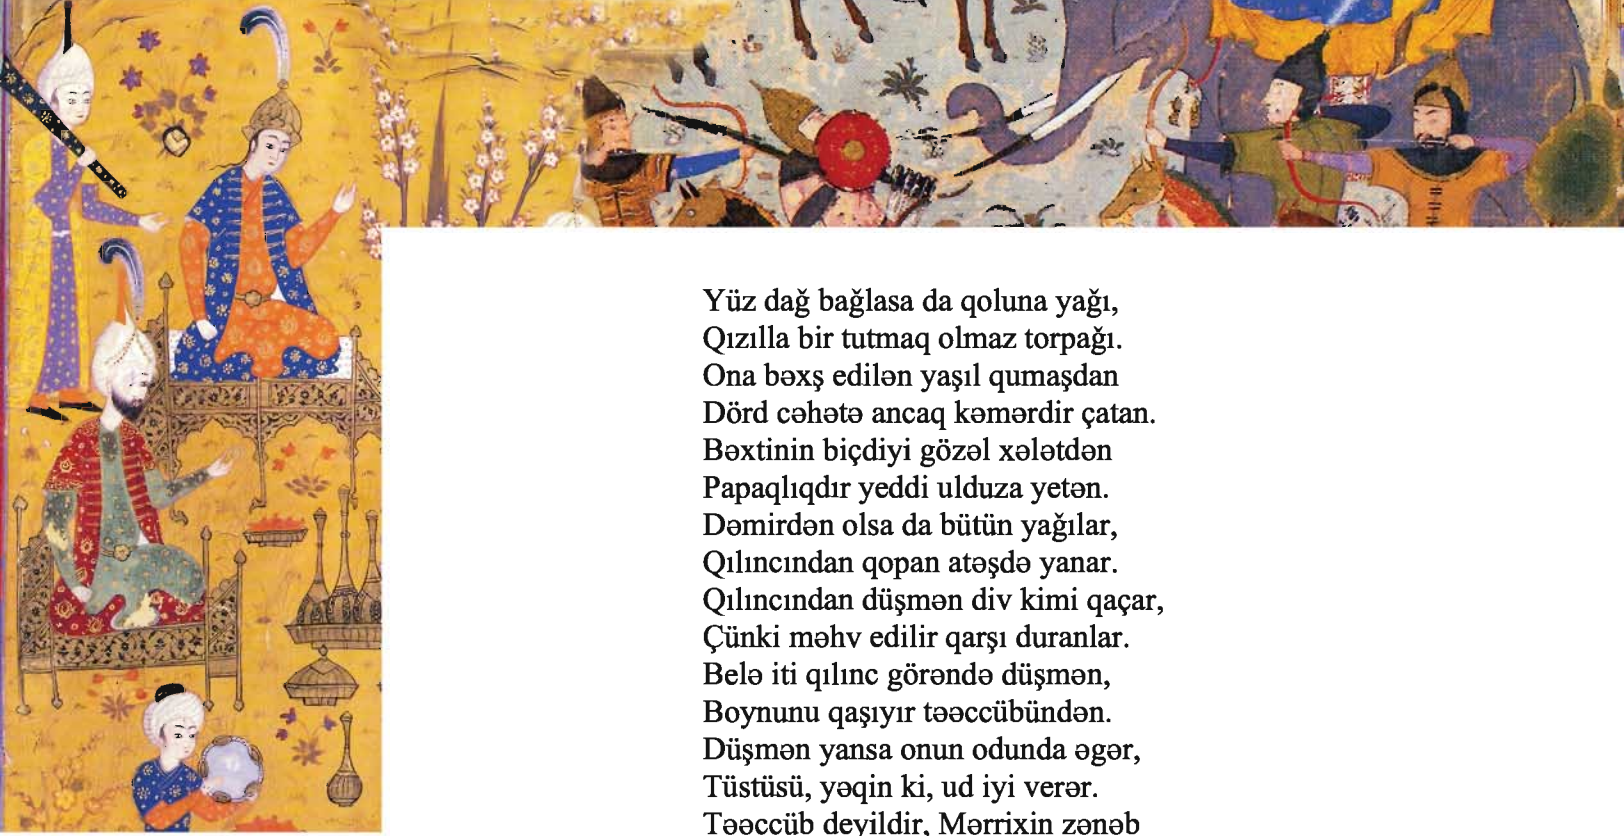 Yüz dağ bağlasa da qoluna yağı,
Qızılla bir tutmaq olmaz torpağı.
Ona bəxş edilən yaşıl qumaşdan
Dörd cəhətə ancaq kəmərdir çatan.
Bəxtinin biçdiyi gözəl xələtdən
Papaqlıqdır yeddi ulduza yetən.
Dəmirdən olsa da bütün yağılar,
Qılıncından qopan atəşdə yanar.
Qılıncından düşmən div kimi qaçar,
Çünki məhv edilir qarşı duranlar.
Belə iti qılınc görəndə düşmən,
Boynunu qaşıyır təəccübündən.
Düşmən yansa onun odunda əgər,
Tüstüsü, yəqin ki, ud iyi verər.
Təəccüb deyildir, Mərrixin zənəb